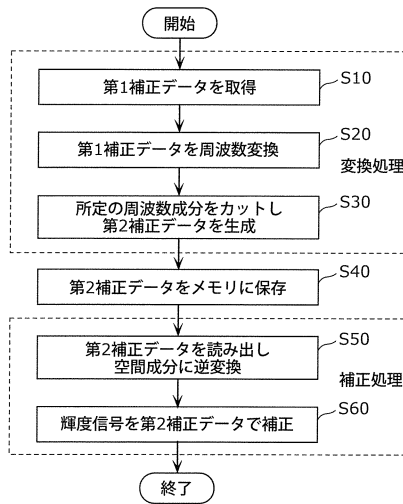 開始
第1補正データを取得
S10
第1補正データを周波数変換
S20
変換処理
所定の周波数成分をカットし
第2補正データを生成
S30
第2補正データをメモリに保存
S40
第2補正データを読み出し
空間成分に逆変換
S50
補正処理
輝度信号を第2補正データで補正
S60
終了